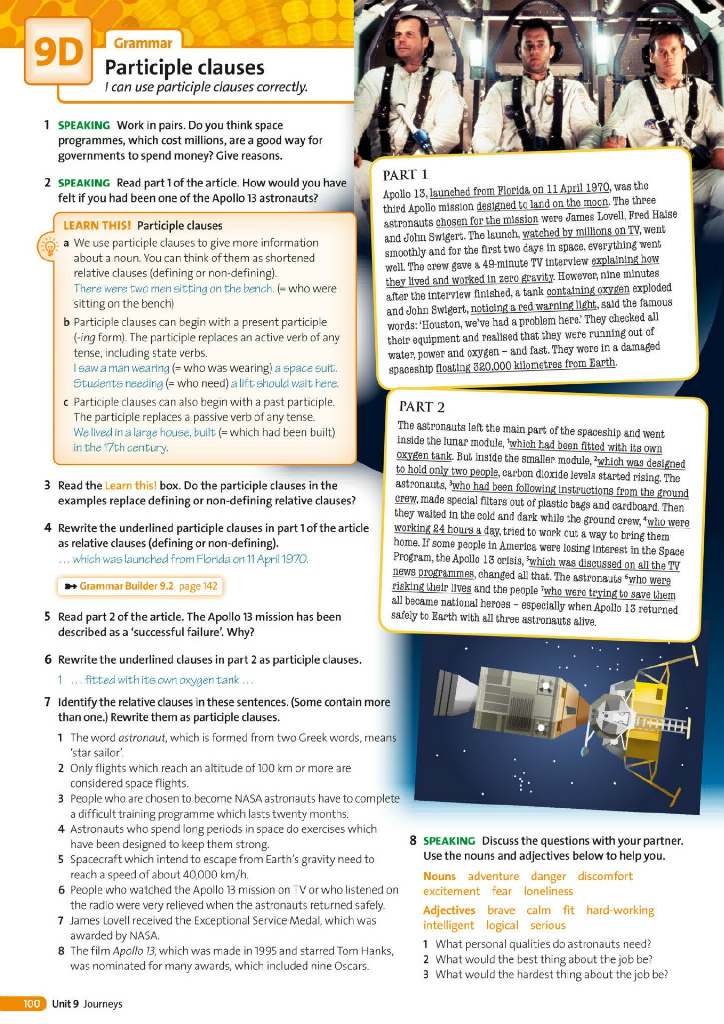 9D
Grammar
Participle clauses
I can use participle clauses correctly.
1 SPEAKING Work in pairs. Do you think space
programmes, which cost millions, are a good way for
governments to spend money? Give reasons.
2 SPEAKING Read part 1 of the article. How would you have
felt if you had been one of the Apollo 13 astronauts?
LEARN THIS! Participle clauses
a We use participle clauses to give more information
about a noun. You can think of them as shortened
relative clauses (defining or non-defining).
There were two men sitting on the bench. (= who were
sitting on the bench)
b Participle clauses can begin with a present participle
(-ing form). The participle replaces an active verb of any
tense, including state verbs.
I saw a man wearing (= who was wearing) a space suit.
Students needing (= who need) a lift should wait here.
c Participle clauses can also begin with a past participle.
The participle replaces a passive verb of any tense.
We lived in a large house, built (= which had been built)
in the 17th century.
3 Read the Learn this! box. Do the participle clauses in the
examples replace defining or non-defining relative clauses?
4 Rewrite the underlined participle clauses in part 1 of the article
as relative clauses (defining or non-defining).
... which was launched from Florida on 11 April 1970.
Grammar Builder 9.2 page 142
5 Read part 2 of the article. The Apollo 13 mission has been
described as a 'successful failure'. Why?
6 Rewrite the underlined clauses in part 2 as participle clauses.
1 ... fitted with its own oxygen tank ...
7 Identify the relative clauses in these sentences. (Some contain more
than one.) Rewrite them as participle clauses.
1 The word astronaut, which is formed from two Greek words, means
'star sailor'.
2 Only flights which reach an altitude of 100 km or more are
considered space flights.
3 People who are chosen to become NASA astronauts have to complete
a difficult training programme which lasts twenty months.
4 Astronauts who spend long periods in space do exercises which
have been designed to keep them strong.
5 Spacecraft which intend to escape from Earth's gravity need to
reach a speed of about 40,000 km/h.
6 People who watched the Apollo 13 mission on TV or who listened on
the radio were very relieved when the astronauts returned safely.
7 James Lovell received the Exceptional Service Medal, which was
awarded by NASA.
8 The film Apollo 13, which was made in 1995 and starred Tom Hanks,
was nominated for many awards, which included nine Oscars.
PART 1
Apollo 13, launched from Florida on 11 April 1970, was the
third Apollo mission designed to land on the moon. The three
astronauts chosen for the mission were James Lovell, Fred Haise
and John Swigert. The launch, watched by millions on TV, went
smoothly and for the first two days in space, everything went
well. The crew gave a 49-minute TV interview explaining how
they lived and worked in zero gravity. However, nine minutes
after the interview finished, a tank containing oxygen exploded
and John Swigert, noticing a red warning light, said the famous
words: 'Houston, we've had a problem here.' They checked all
their equipment and realised that they were running out of
water, power and oxygen – and fast. They were in a damaged
spaceship floating 320,000 kilometres from Earth.
PART 2
The astronauts left the main part of the spaceship and went
inside the lunar module, 1which had been fitted with its own
oxygen tank. But inside the smaller module, 2which was designed
to hold only two people, carbon dioxide levels started rising. The
astronauts, 3who had been following instructions from the ground
crew, made special filters out of plastic bags and cardboard. Then
they waited in the cold and dark while the ground crew, 4who were
working 24 hours a day, tried to work out a way to bring them
home. If some people in America were losing interest in the Space
Program, the Apollo 13 crisis, 5which was discussed on all the TV
news programmes, changed all that. The astronauts 6who were
risking their lives and the people 7who were trying to save them
all became national heroes – especially when Apollo 13 returned
safely to Earth with all three astronauts alive.
8 SPEAKING Discuss the questions with your partner.
Use the nouns and adjectives below to help you.
Nouns adventure danger discomfort
excitement fear loneliness
Adjectives brave calm fit hard-working
intelligent logical serious
1 What personal qualities do astronauts need?
2 What would the best thing about the job be?
3 What would the hardest thing about the job be?
100 Unit 9 Journeys